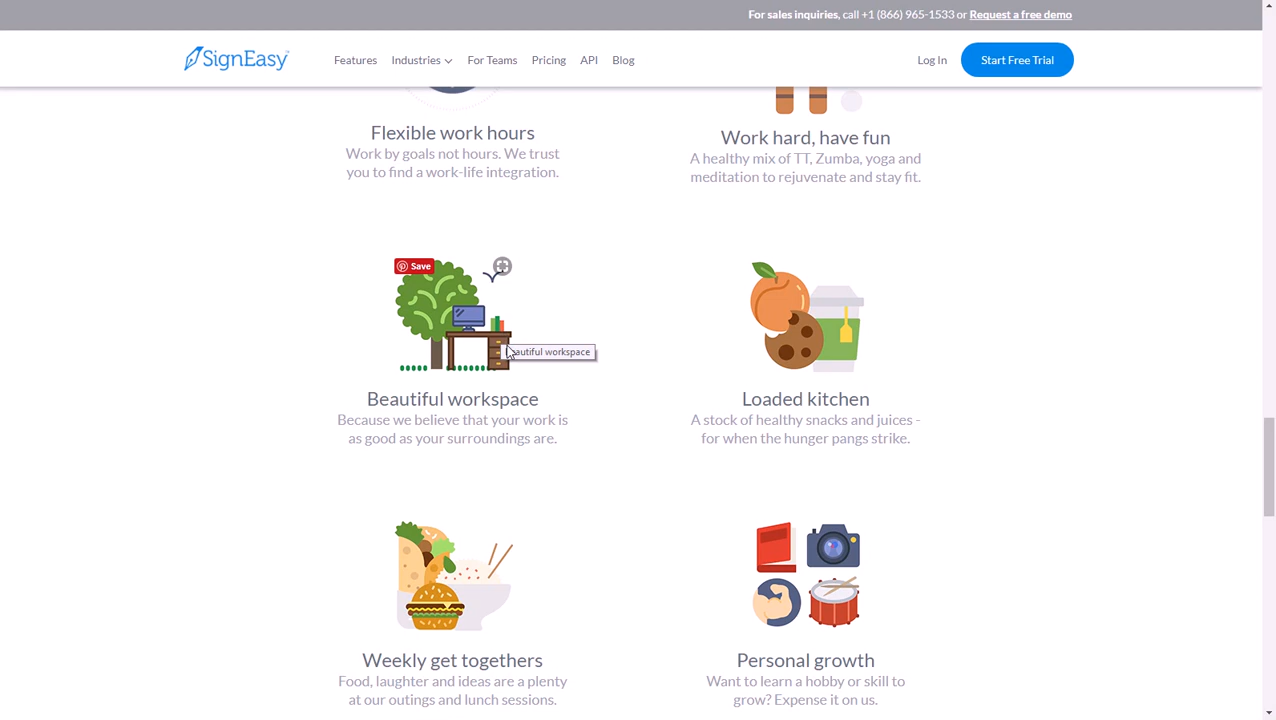 For sales inquiries, call +1 (866) 965-1533 or Request a free demo
SignEasy
Features Industries For Teams Pricing API Blog Log In Start Free Trial
Flexible work hours
Work by goals not hours. We trust
you to find a work-life integration.
Work hard, have fun
A healthy mix of TT, Zumba, yoga and
meditation to rejuvenate and stay fit.
Save
eautiful workspace
Beautiful workspace
Because we believe that your work is
as good as your surroundings are.
Loaded kitchen
A stock of healthy snacks and juices -
for when the hunger pangs strike.
Weekly get togethers
Food, laughter and ideas are a plenty
at our outings and lunch sessions.
Personal growth
Want to learn a hobby or skill to
grow? Expense it on us.